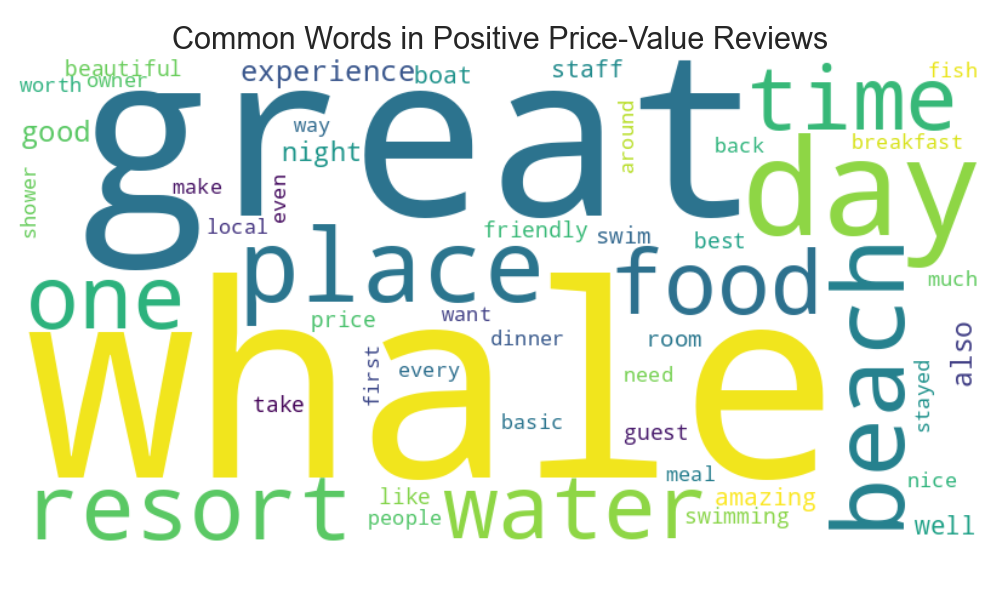 Common Words in Positive Price-Value Reviews
beautiful
experience
boat
staff
fish
worth
owner
great
time
good
way
night
around
back
breakfast
day
shower
make
even
local
friendly
swim
best
place
food
beach
much
one
whale
price
want
dinner
room
also
first
every
need
stayed
take
basic
guest
meal
nice
resort
like
water
amazing
people
swimming
well